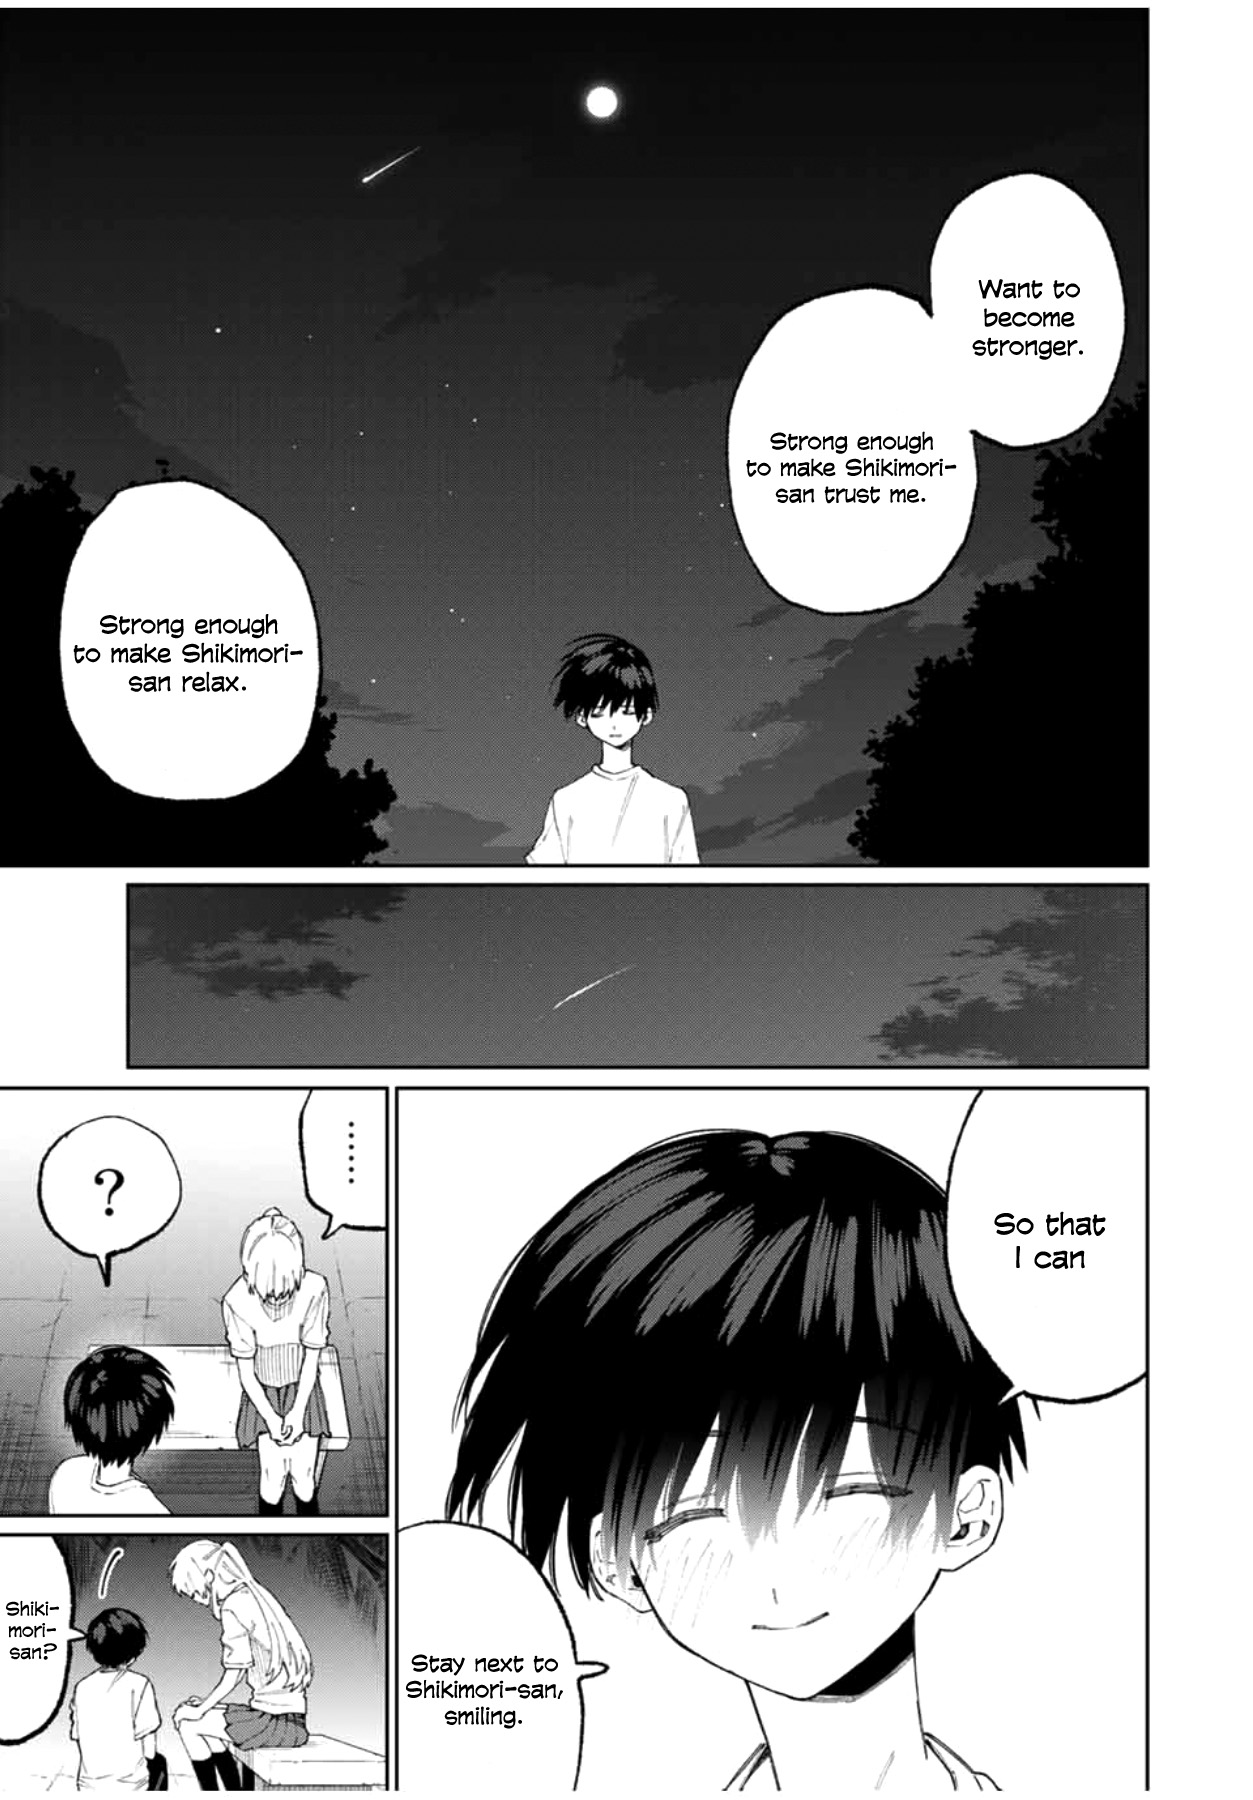 Want to
become
stronger.
Strong enough
to make Shikimori-
san trust me.
Strong enough
to make Shikimori-
san relax.
So that
I can
Stay next to
Shikimori-san,
smiling.
.......
?
Shiki-
mori-
san?